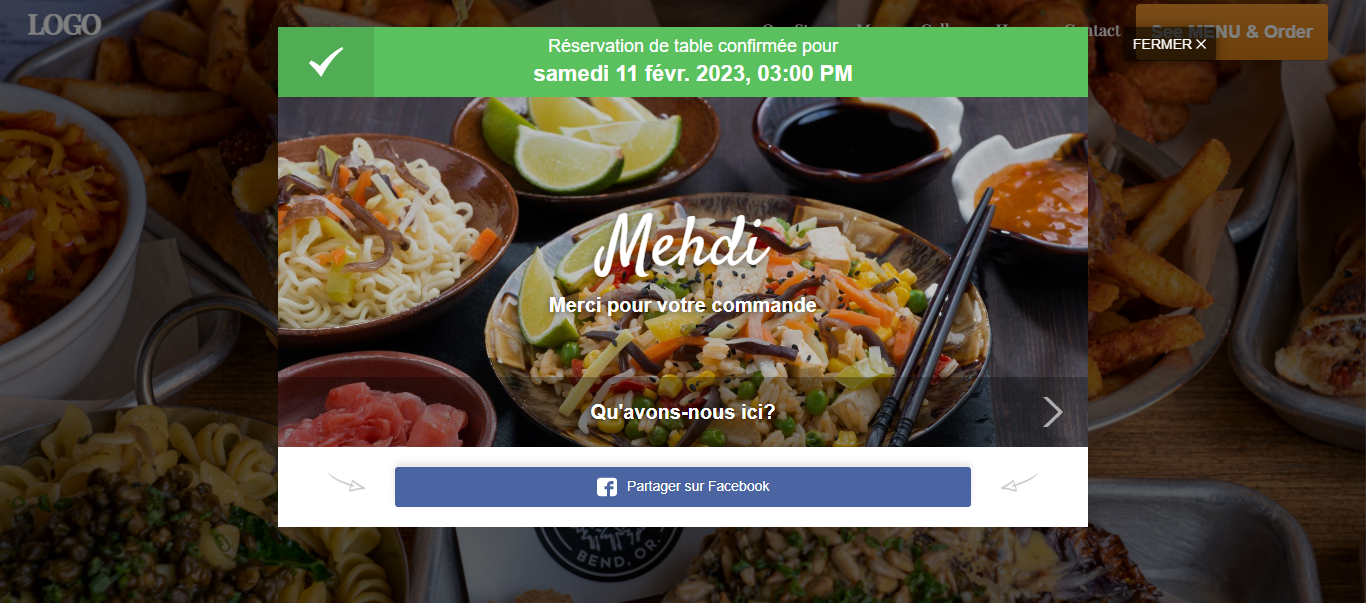 LOGO
Contact
See MENU & Order
FERMER ×
Réservation de table confirmée pour
samedi 11 févr. 2023, 03:00 PM
Mehdi
Merci pour votre commande
Qu'avons-nous ici?
Partager sur Facebook
BEND, OR.